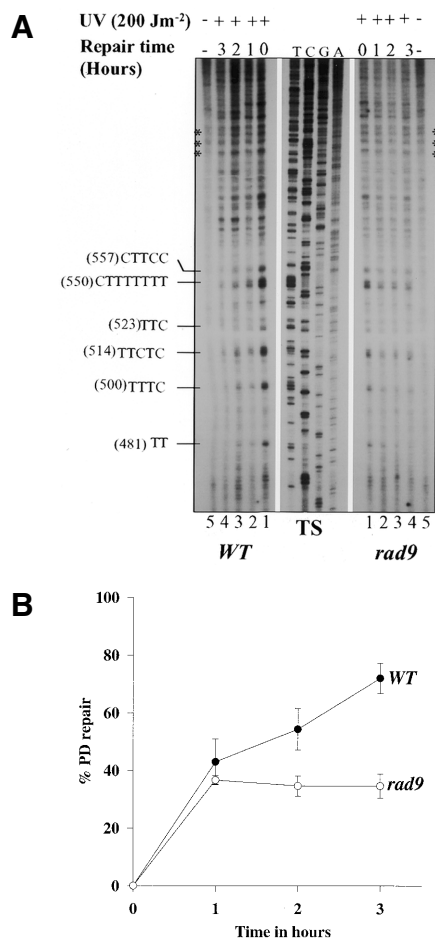 A
UV (200 Jm-2) - + + + + + + + + -
Repair time - 3 2 1 0 T C G A 0 1 2 3 -
(Hours)
*
*
*
*
*
*
(557)CTTCC
(550)CTTTTTTT
(523)TTC
(514)TTCTC
(500)TTTC
(481) TT
5 4 3 2 1 TS 1 2 3 4 5
WT rad9
B
100
80
60
40
20
0
% PD repair
WT
rad9
0 1 2 3
Time in hours